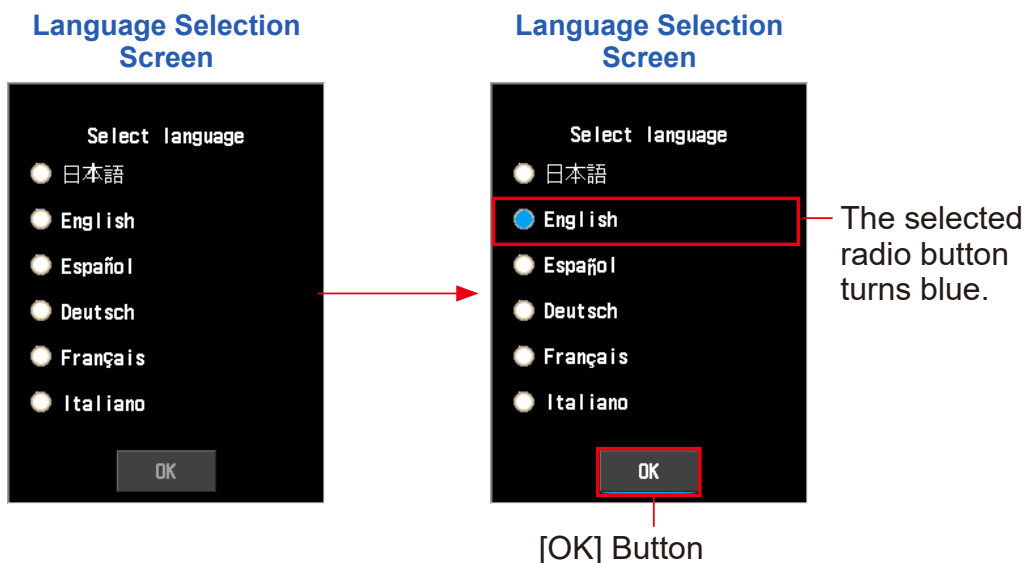 Language Selection
Screen
Select language
日本語
English
Español
Deutsch
Français
Italiano
OK
Language Selection
Screen
Select language
日本語
English
Español
Deutsch
Français
Italiano
OK
The selected
radio button
turns blue.
[OK] Button